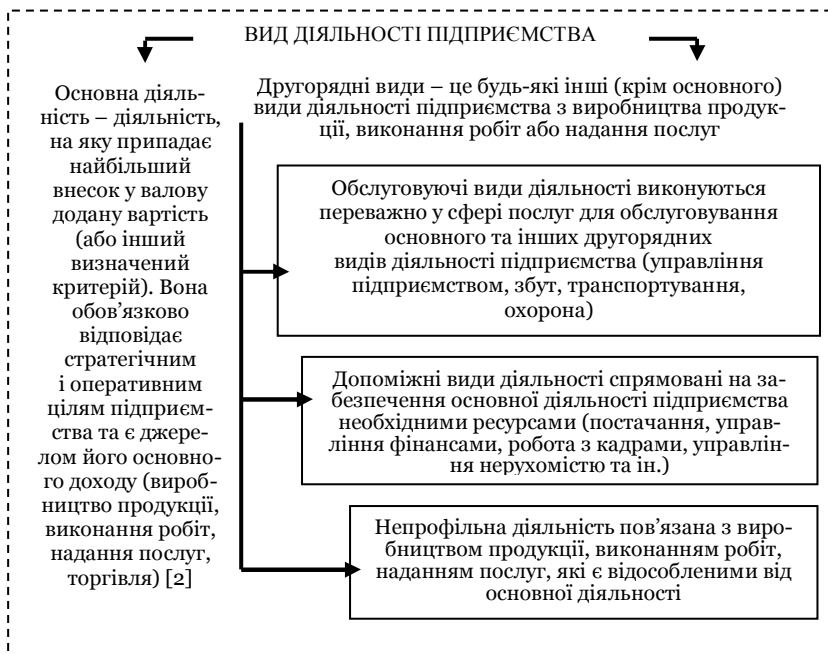 ВИД ДІЯЛЬНОСТІ ПІДПРИЄМСТВА
Основна діяль-
ність – діяльність,
на яку припадає
найбільший
внесок у валову
додану вартість
(або інший
визначений
критерій). Вона
обов’язково
відповідає
стратегічним
і оперативним
цілям підприєм-
ства та є джере-
лом його основно-
го доходу (вироб-
ництво продукції,
виконання робіт,
надання послуг,
торгівля) [2]
Другорядні види – це будь-які інші (крім основного)
види діяльності підприємства з виробництва продук-
ції, виконання робіт або надання послуг
Обслуговуючі види діяльності виконуються
переважно у сфері послуг для обслуговування
основного та інших другорядних
видів діяльності підприємства (управління
підприємством, збут, транспортування,
охорона)
Допоміжні види діяльності спрямовані на за-
безпечення основної діяльності підприємства
необхідними ресурсами (постачання, управ-
ління фінансами, робота з кадрами, управлін-
ня нерухомістю та ін.)
Непрофільна діяльність пов’язана з виро-
бництвом продукції, виконанням робіт,
наданням послуг, які є відособленими від
основної діяльності